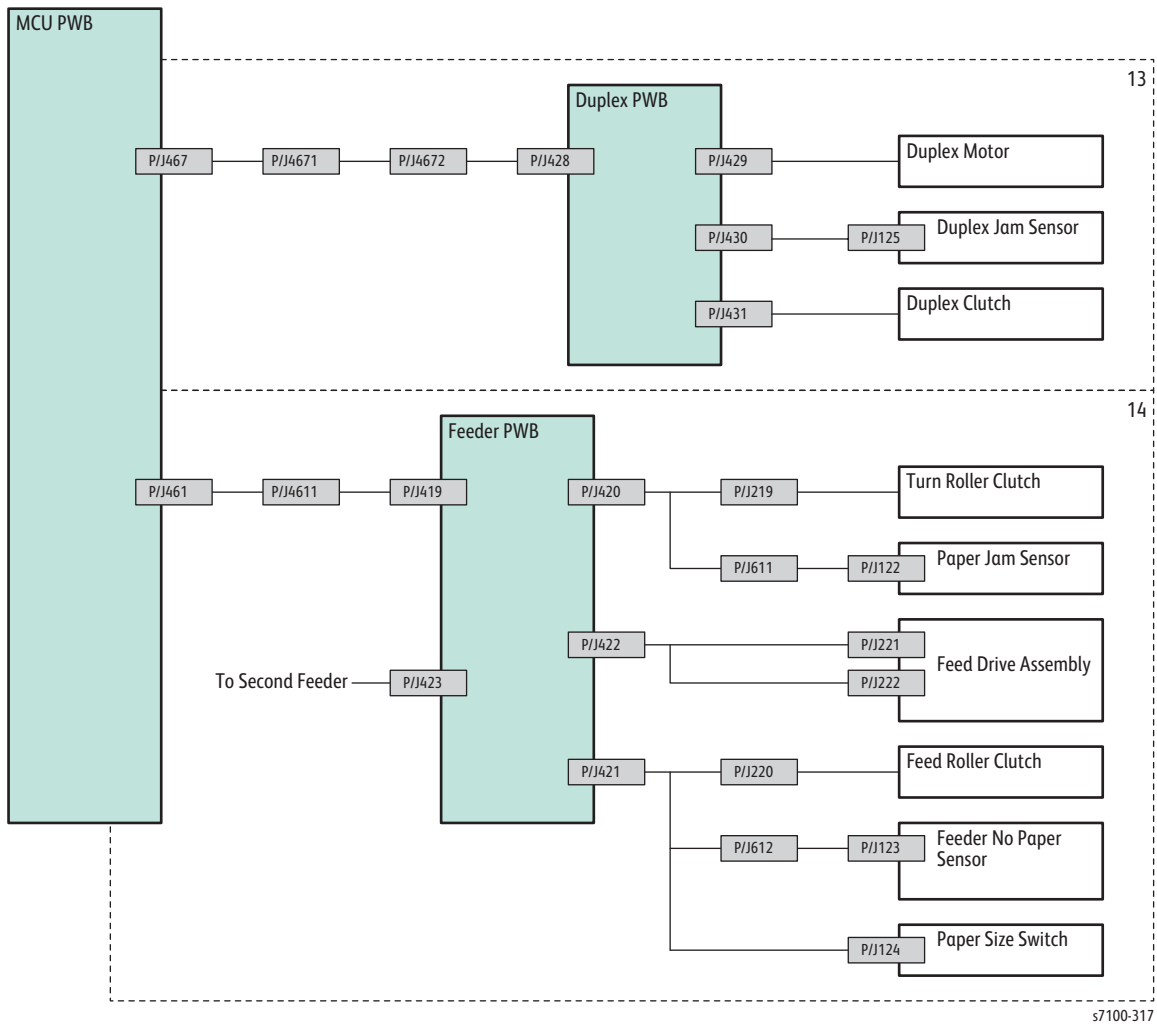 MCU PWB
13
Duplex PWB
P/J467
P/J4671
P/J4672
P/J428
P/J429
Duplex Motor
P/J430
P/J125
Duplex Jam Sensor
P/J431
Duplex Clutch
14
Feeder PWB
P/J461
P/J4611
P/J419
P/J420
P/J219
Turn Roller Clutch
P/J611
P/J122
Paper Jam Sensor
P/J422
P/J221
Feed Drive Assembly
To Second Feeder
P/J423
P/J222
P/J421
P/J220
Feed Roller Clutch
P/J612
P/J123
Feeder No Paper
Sensor
P/J124
Paper Size Switch
s7100-317